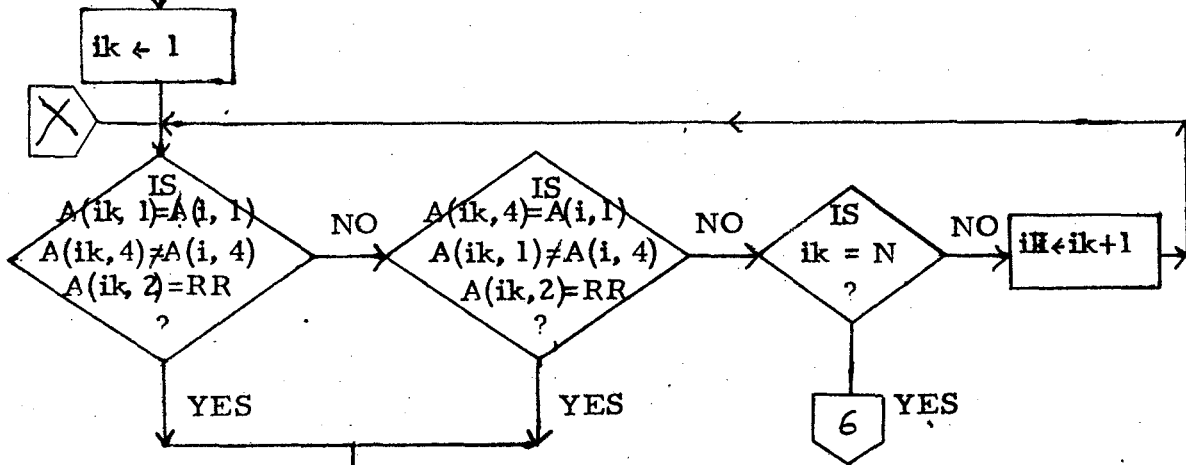 ik ← 1
X
IS
A(ik, 1)=A(i, 1)
A(ik, 4)≠A(i, 4)
A(ik, 2)=RR
?
NO
IS
A(ik, 4)=A(i, 1)
A(ik, 1)≠A(i, 4)
A(ik, 2)=RR
?
NO
IS
ik = N
?
NO
←ik+1
YES
YES
6
YES